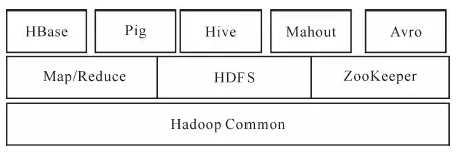 HBase Pig Hive Mahout Avro
Map/Reduce HDFS ZooKeeper
Hadoop Common